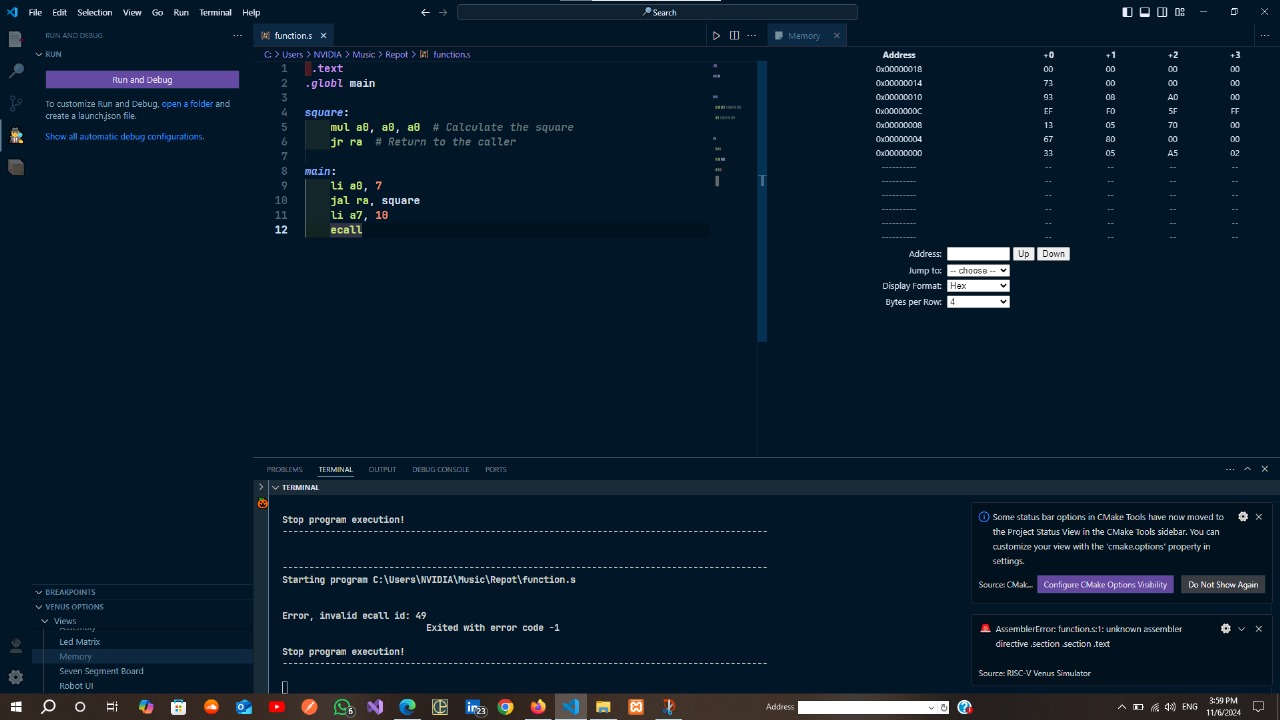 File Edit Selection View Go Run Terminal Help
Search
RUN AND DEBUG
RUN
Run and Debug
To customize Run and Debug, open a folder and
create a launch.json file.
Show all automatic debug configurations.
BREAKPOINTS
VENUS OPTIONS
Views
Assembly
Led Matrix
Memory
Seven Segment Board
Robot UI
function.s
C: > Users > NVIDIA > Music > Repot > function.s
1 .text
2 .globl main
3
4 square:
5 mul a0, a0, a0 # Calculate the square
6 jr ra # Return to the caller
7
8 main:
9 li a0, 7
10 jal ra, square
11 li a7, 10
12 ecall
Memory
Address +0 +1 +2 +3
0x00000018 00 00 00 00
0x00000014 73 00 00 00
0x00000010 93 08 A0 00
0x0000000C EF F0 5F FF
0x00000008 13 05 70 00
0x00000004 67 80 00 00
0x00000000 33 05 A5 02
---------- -- -- -- --
---------- -- -- -- --
---------- -- -- -- --
---------- -- -- -- --
---------- -- -- -- --
---------- -- -- -- --
Address: Up Down
Jump to: -- choose --
Display Format: Hex
Bytes per Row: 4
PROBLEMS TERMINAL OUTPUT DEBUG CONSOLE PORTS
TERMINAL
Stop program execution!
Starting program C:\Users\NVIDIA\Music\Repot\function.s
Error, invalid ecall id: 49
Exited with error code -1
Stop program execution!
Some status bar options in CMake Tools have now moved to
the Project Status View in the CMake Tools sidebar. You can
customize your view with the 'cmake.options' property in
settings.
Source: CMak... Configure CMake Options Visibility Do Not Show Again
AssemblerError: function.s:1: unknown assembler
directive .section .section .text
Source: RISC-V Venus Simulator
6
23
Address
ENG
3:59 PM
11/6/2024